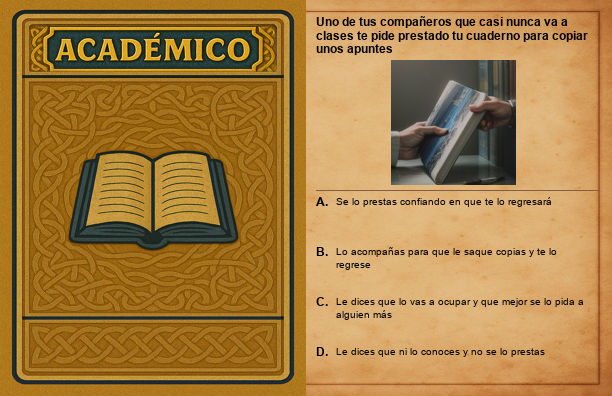 ACADÉMICO
Uno de tus compañeros que casi nunca va a
clases te pide prestado tu cuaderno para copiar
unos apuntes
A. Se lo prestas confiando en que te lo regresará
B. Lo acompañas para que le saque copias y te lo
regrese
C. Le dices que lo vas a ocupar y que mejor se lo pida a
alguien más
D. Le dices que ni lo conoces y no se lo prestas